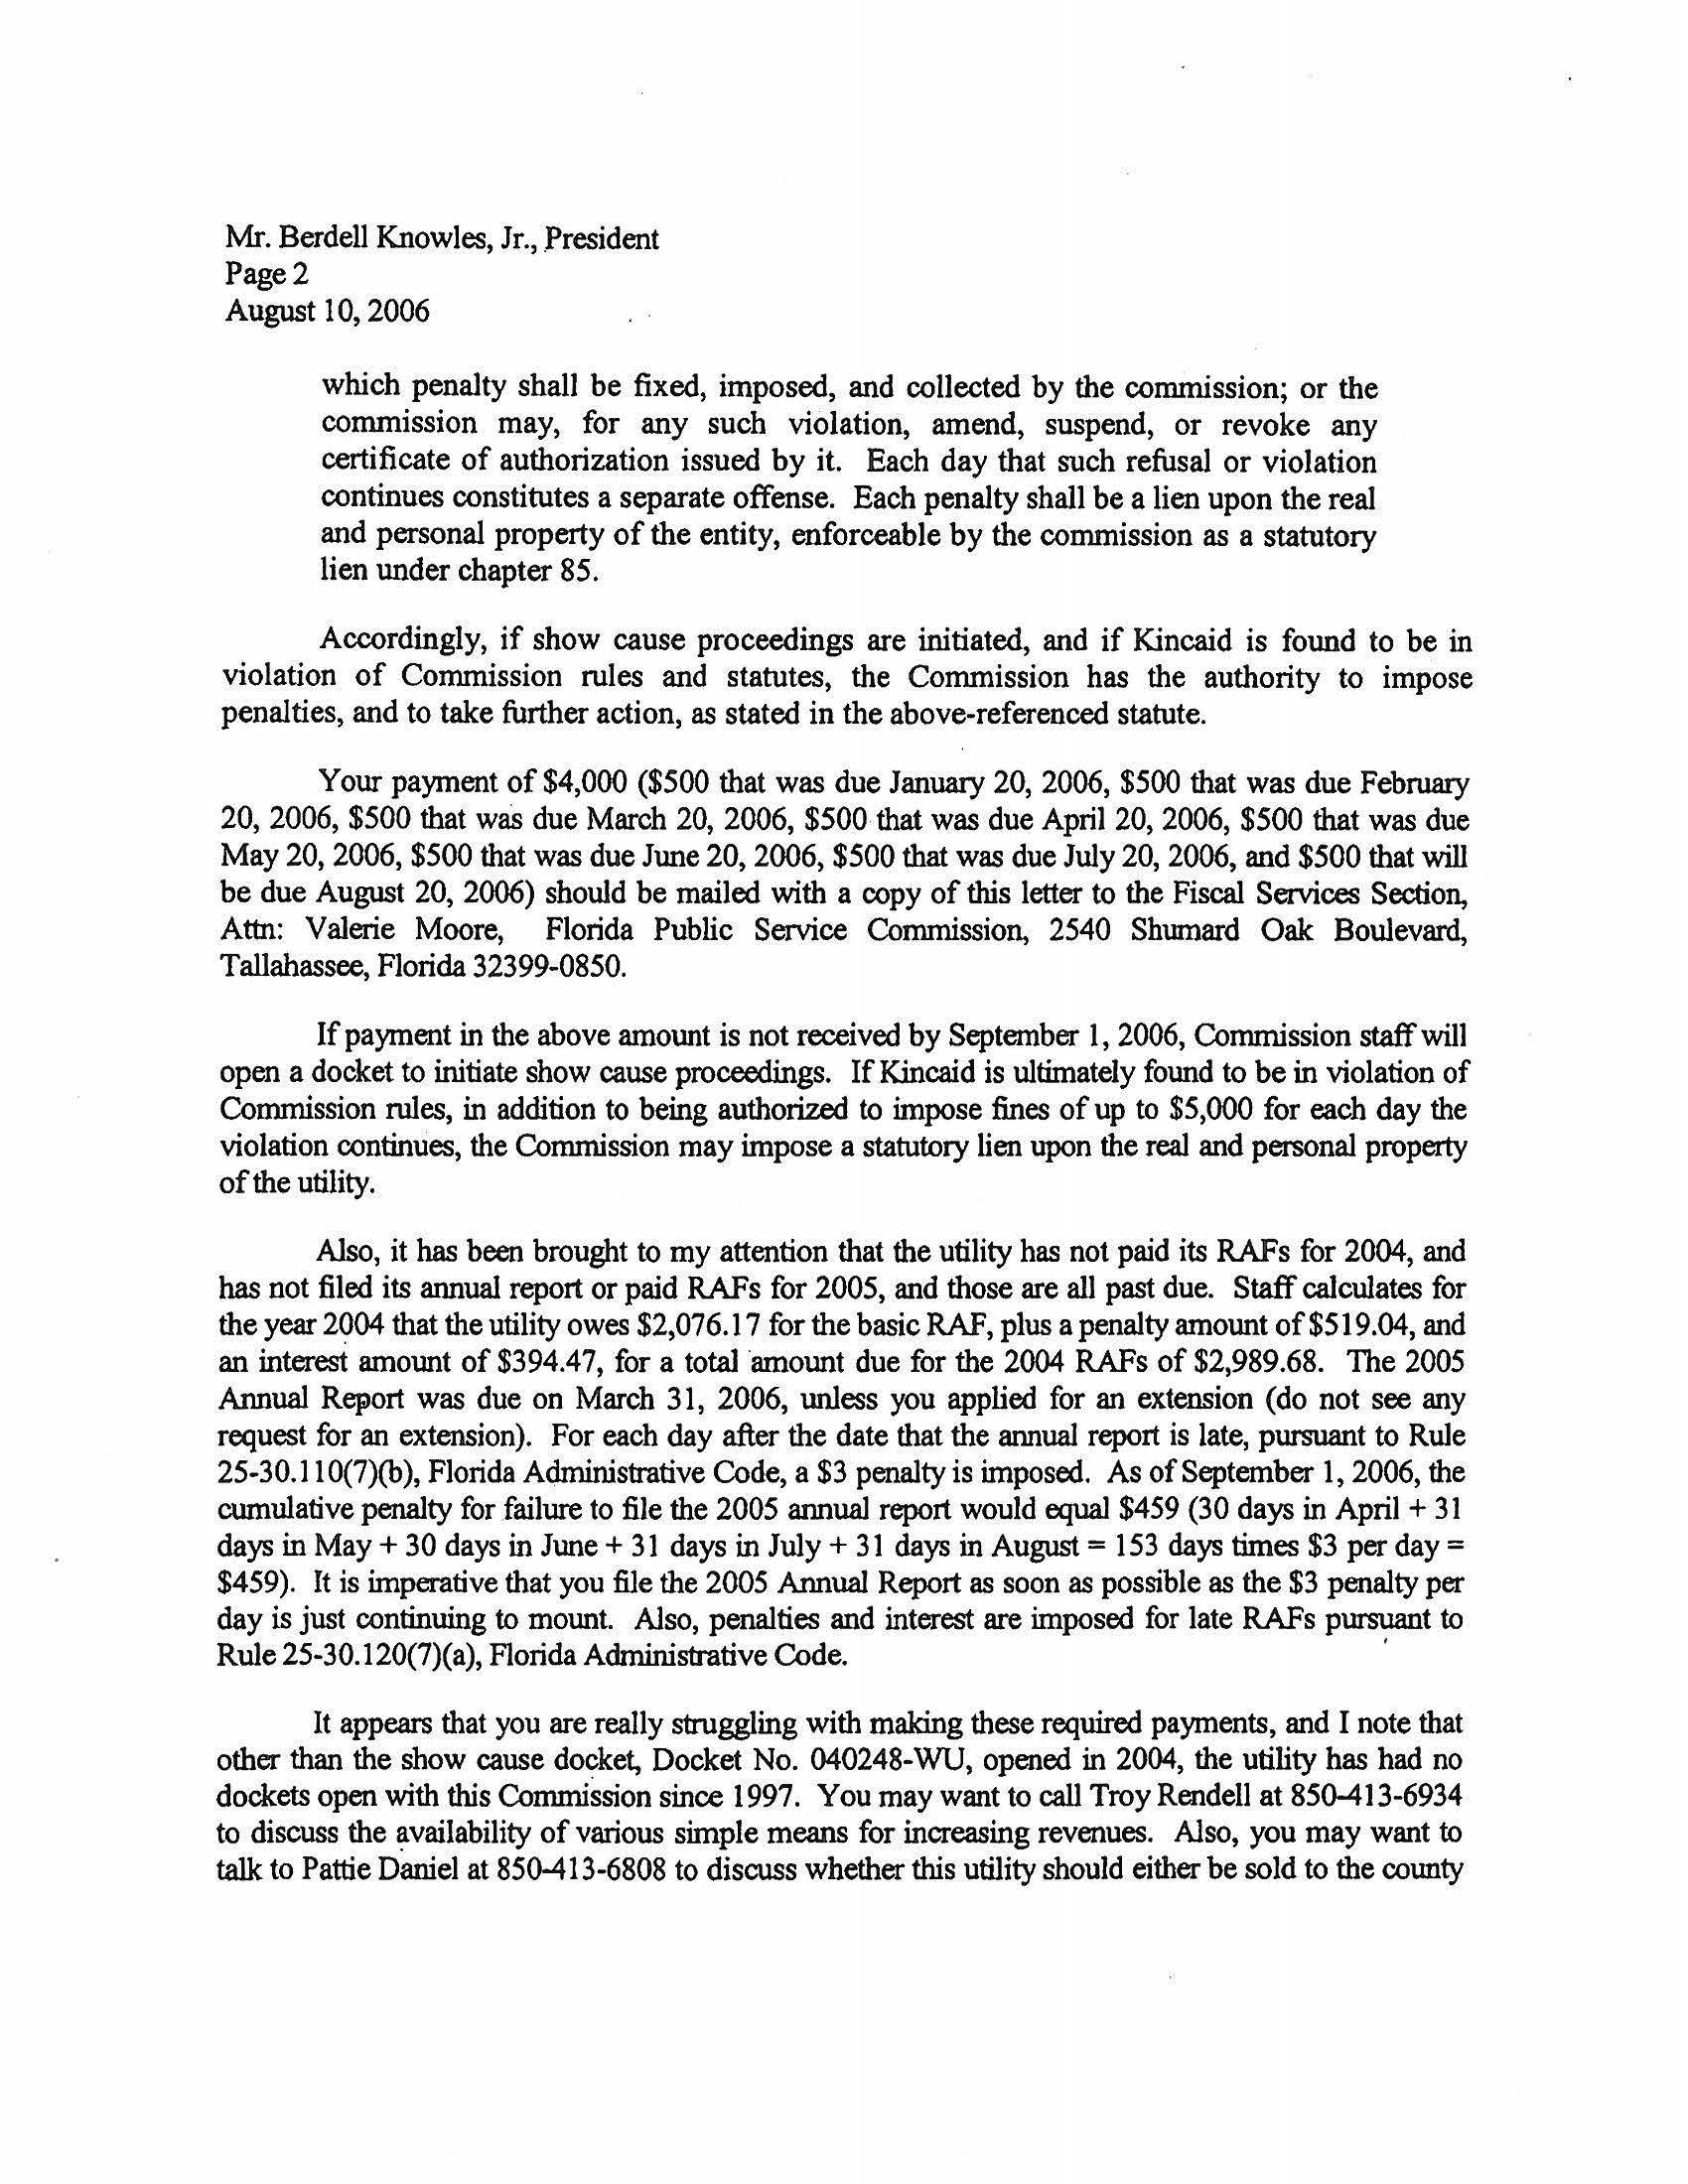 Mr. Berdell Knowles, Jr., President
Page 2
August 10, 2006
which penalty shall be fixed, imposed, and collected by the commission; or the
commission may, for any such violation, amend, suspend, or revoke any
certificate of authorization issued by it. Each day that such refusal or violation
continues constitutes a separate offense. Each penalty shall be a lien upon the real
and personal property of the entity, enforceable by the commission as a statutory
lien under chapter 85.
Accordingly, if show cause proceedings are initiated, and if Kincaid is found to be in
violation of Commission rules and statutes, the Commission has the authority to impose
penalties, and to take further action, as stated in the above-referenced statute.
Your payment of $4,000 ($500 that was due January 20, 2006, $500 that was due February
20, 2006, $500 that was due March 20, 2006, $500 that was due April 20, 2006, $500 that was due
May 20, 2006, $500 that was due June 20, 2006, $500 that was due July 20, 2006, and $500 that will
be due August 20, 2006) should be mailed with a copy of this letter to the Fiscal Services Section,
Attn: Valerie Moore, Florida Public Service Commission, 2540 Shumard Oak Boulevard,
Tallahassee, Florida 32399-0850.
If payment in the above amount is not received by September 1, 2006, Commission staff will
open a docket to initiate show cause proceedings. If Kincaid is ultimately found to be in violation of
Commission rules, in addition to being authorized to impose fines of up to $5,000 for each day the
violation continues, the Commission may impose a statutory lien upon the real and personal property
of the utility.
Also, it has been brought to my attention that the utility has not paid its RAFs for 2004, and
has not filed its annual report or paid RAFs for 2005, and those are all past due. Staff calculates for
the year 2004 that the utility owes $2,076.17 for the basic RAF, plus a penalty amount of $519.04, and
an interest amount of $394.47, for a total amount due for the 2004 RAFs of $2,989.68. The 2005
Annual Report was due on March 31, 2006, unless you applied for an extension (do not see any
request for an extension). For each day after the date that the annual report is late, pursuant to Rule
25-30.110(7)(b), Florida Administrative Code, a $3 penalty is imposed. As of September 1, 2006, the
cumulative penalty for failure to file the 2005 annual report would equal $459 (30 days in April + 31
days in May + 30 days in June + 31 days in July + 31 days in August = 153 days times $3 per day =
$459). It is imperative that you file the 2005 Annual Report as soon as possible as the $3 penalty per
day is just continuing to mount. Also, penalties and interest are imposed for late RAFs pursuant to
Rule 25-30.120(7)(a), Florida Administrative Code.
It appears that you are really struggling with making these required payments, and I note that
other than the show cause docket, Docket No. 040248-WU, opened in 2004, the utility has had no
dockets open with this Commission since 1997. You may want to call Troy Rendell at 850-413-6934
to discuss the availability of various simple means for increasing revenues. Also, you may want to
talk to Pattie Daniel at 850-413-6808 to discuss whether this utility should either be sold to the county